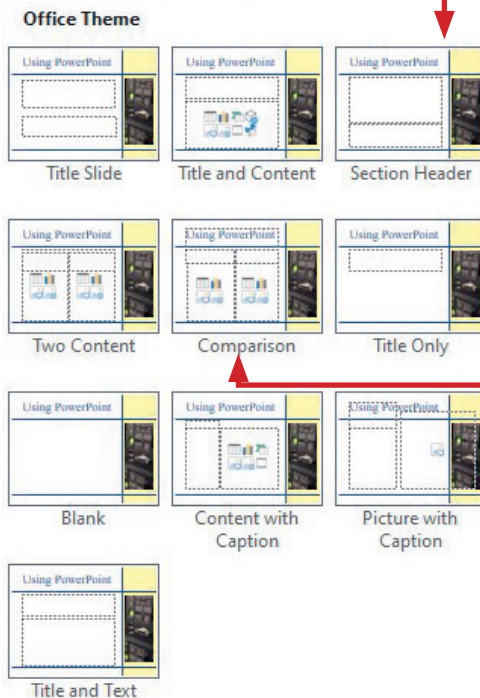 Office Theme
Using PowerPoint Using PowerPoint Using PowerPoint
Title Slide Title and Content Section Header
Using PowerPoint Using PowerPoint Using PowerPoint
Two Content Comparison Title Only
Using PowerPoint Using PowerPoint Using PowerPoint
Blank Content with Caption Picture with Caption
Using PowerPoint
Title and Text